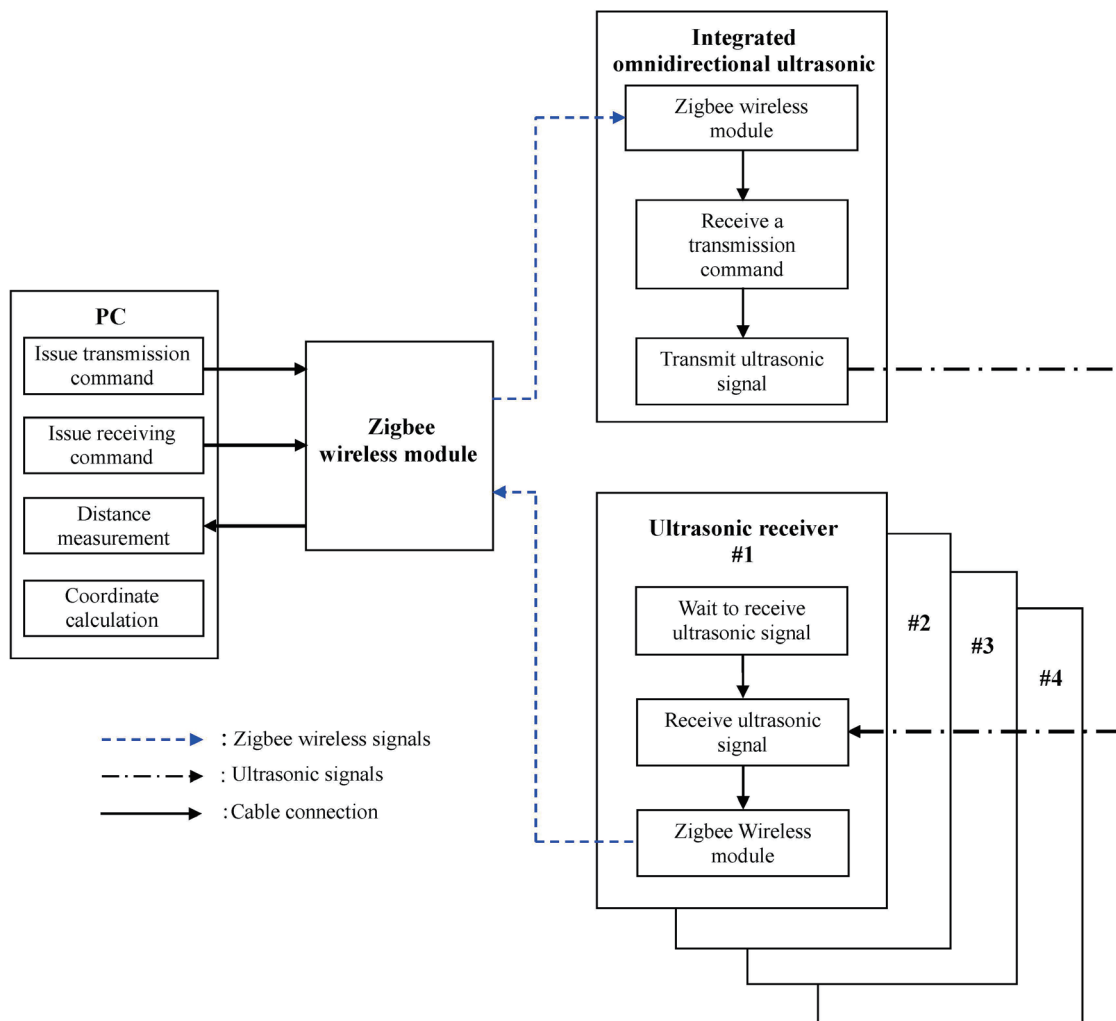 Integrated
omnidirectional ultrasonic
Zigbee wireless
module
Receive a
transmission
command
Transmit ultrasonic
signal
PC
Issue transmission
command
Issue receiving
command
Distance
measurement
Coordinate
calculation
Zigbee
wireless module
Ultrasonic receiver
#1
Wait to receive
ultrasonic signal
Receive ultrasonic
signal
Zigbee Wireless
module
#2
#3
#4
: Zigbee wireless signals
: Ultrasonic signals
: Cable connection